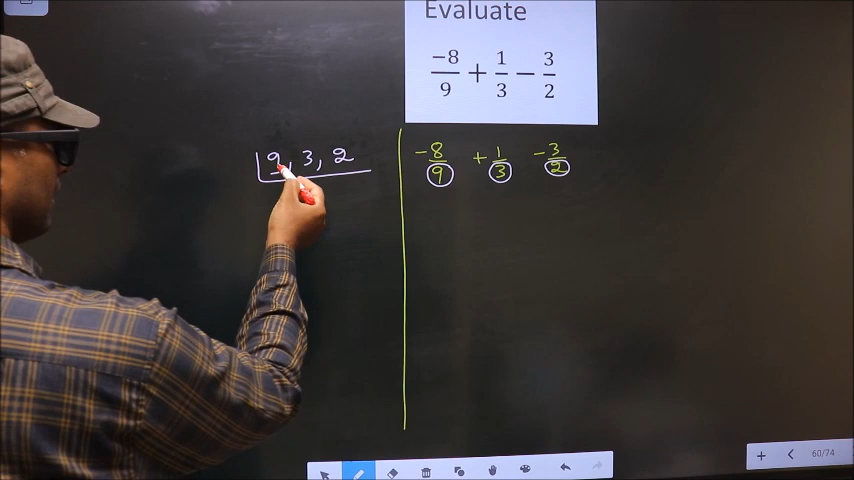 Evaluate
-8/9 + 1/3 - 3/2
9, 3, 2
-8/9 + 1/3 - 3/2
60/74